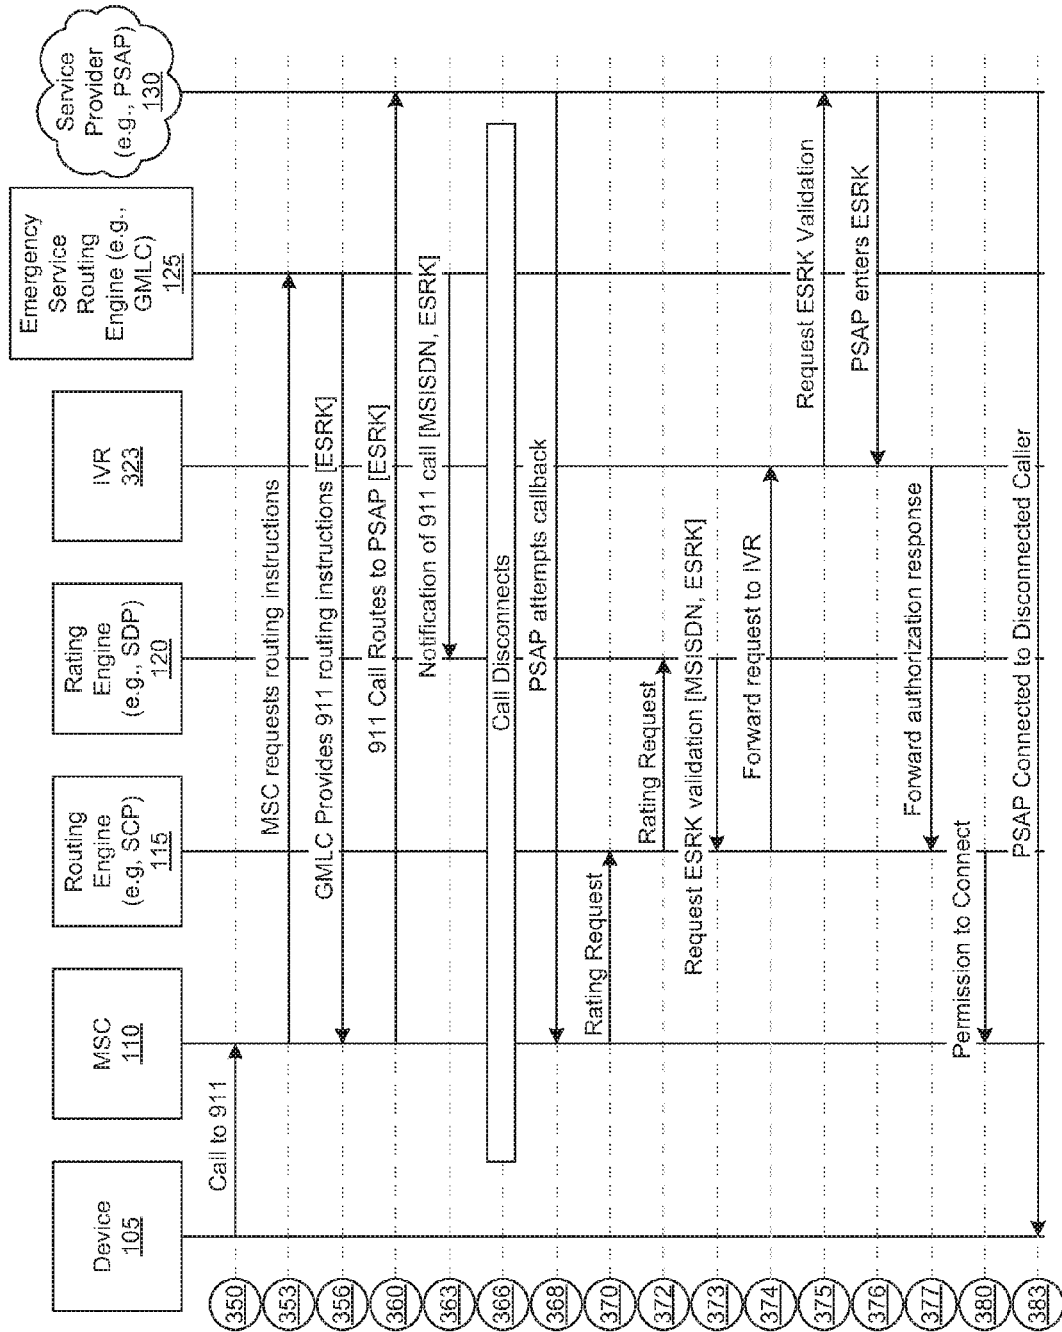 Device
105
MSC
110
Routing
Engine
(e.g, SCP)
115
Rating
Engine
(e.g., SDP)
120
IVR
323
Emergency
Service
Routing
Engine (e.g.,
GMLC)
125
Service
Provider
(e.g., PSAP)
130
350
Call to 911
353
MSC requests routing instructions
356
GMLC Provides 911 routing instructions [ESRK]
360
911 Call Routes to PSAP [ESRK]
363
Notification of 911 call [MSISDN, ESRK]
366
Call Disconnects
368
PSAP attempts callback
370
Rating Request
372
Rating Request
373
Request ESRK validation [MSISDN, ESRK]
374
Forward request to IVR
375
Request ESRK Validation
376
PSAP enters ESRK
377
Forward authorization response
380
Permission to Connect
383
PSAP Connected to Disconnected Caller